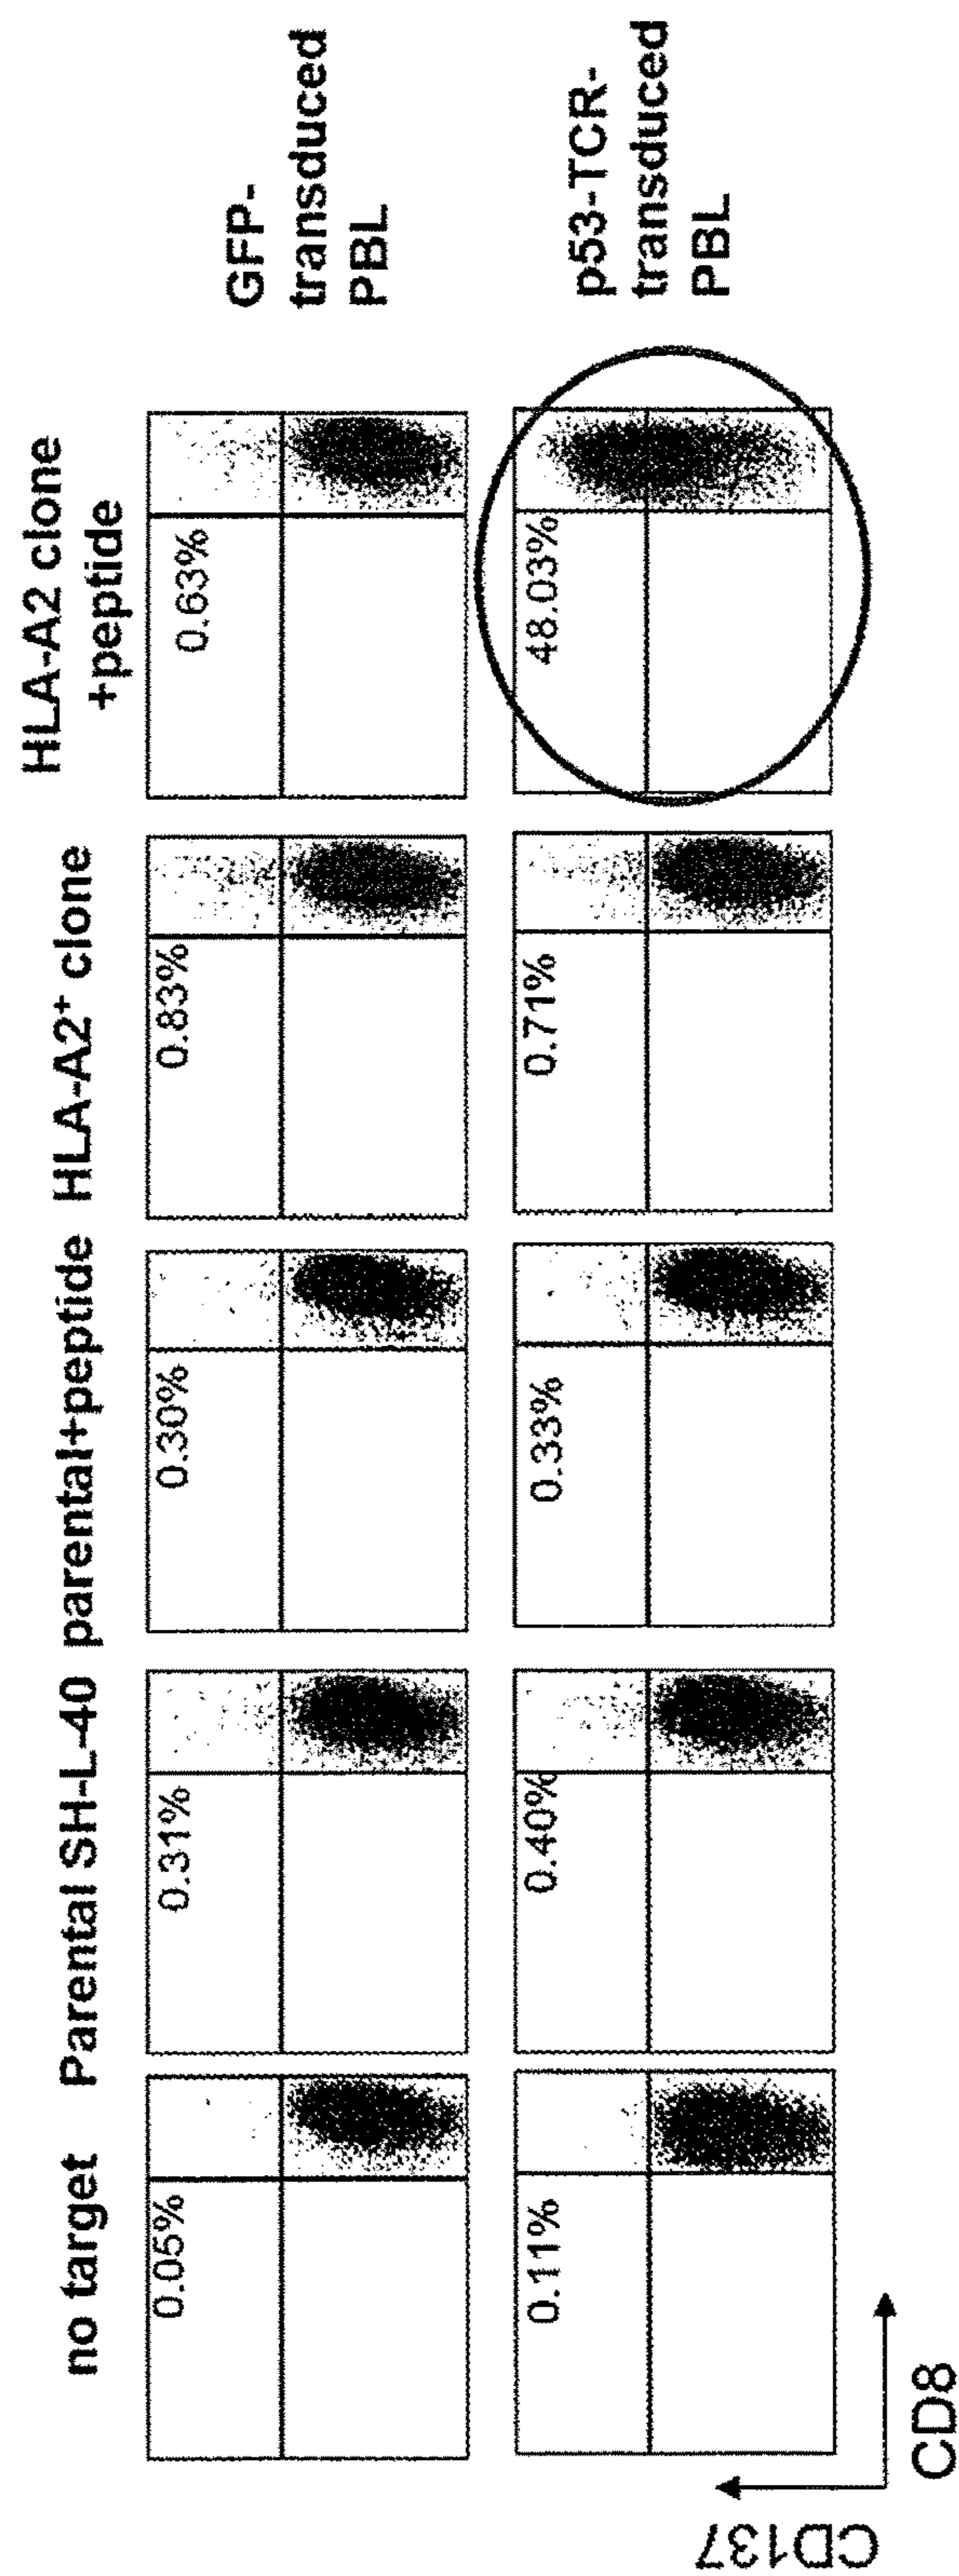 no target
Parental SH-L-40
parental+peptide
HLA-A2⁺ clone
HLA-A2 clone
+peptide
0.05%
0.31%
0.30%
0.83%
0.63%
GFP-
transduced
PBL
0.11%
0.40%
0.33%
0.71%
48.03%
p53-TCR-
transduced
PBL
CD137
CD8